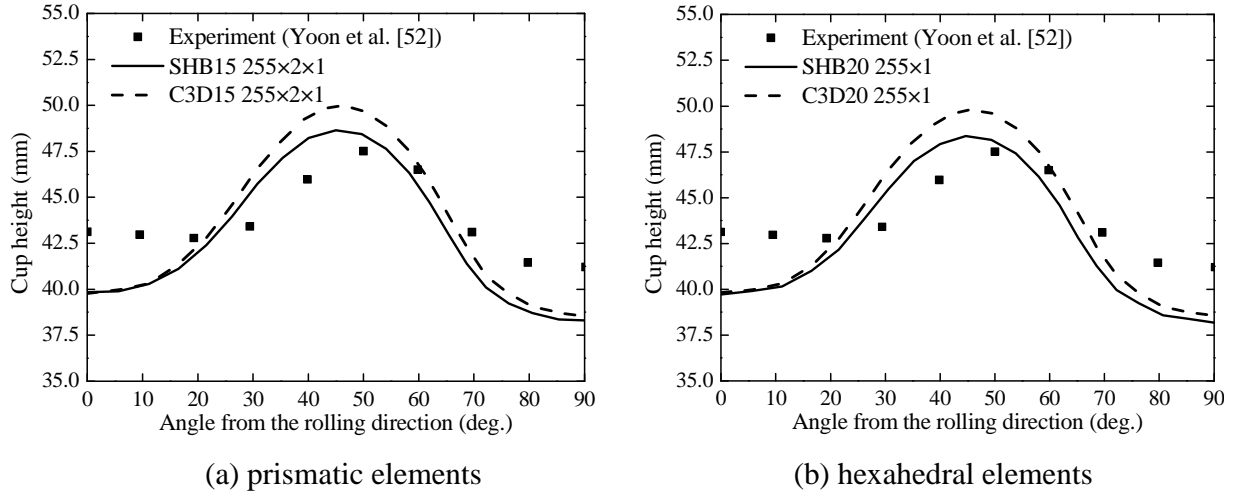 55.0
52.5
50.0
47.5
45.0
42.5
40.0
37.5
35.0
Cup height (mm)
Experiment (Yoon et al. [52])
SHB15 255×2×1
C3D15 255×2×1
0 10 20 30 40 50 60 70 80 90
Angle from the rolling direction (deg.)
(a) prismatic elements
55.0
52.5
50.0
47.5
45.0
42.5
40.0
37.5
35.0
Cup height (mm)
Experiment (Yoon et al. [52])
SHB20 255×1
C3D20 255×1
0 10 20 30 40 50 60 70 80 90
Angle from the rolling direction (deg.)
(b) hexahedral elements